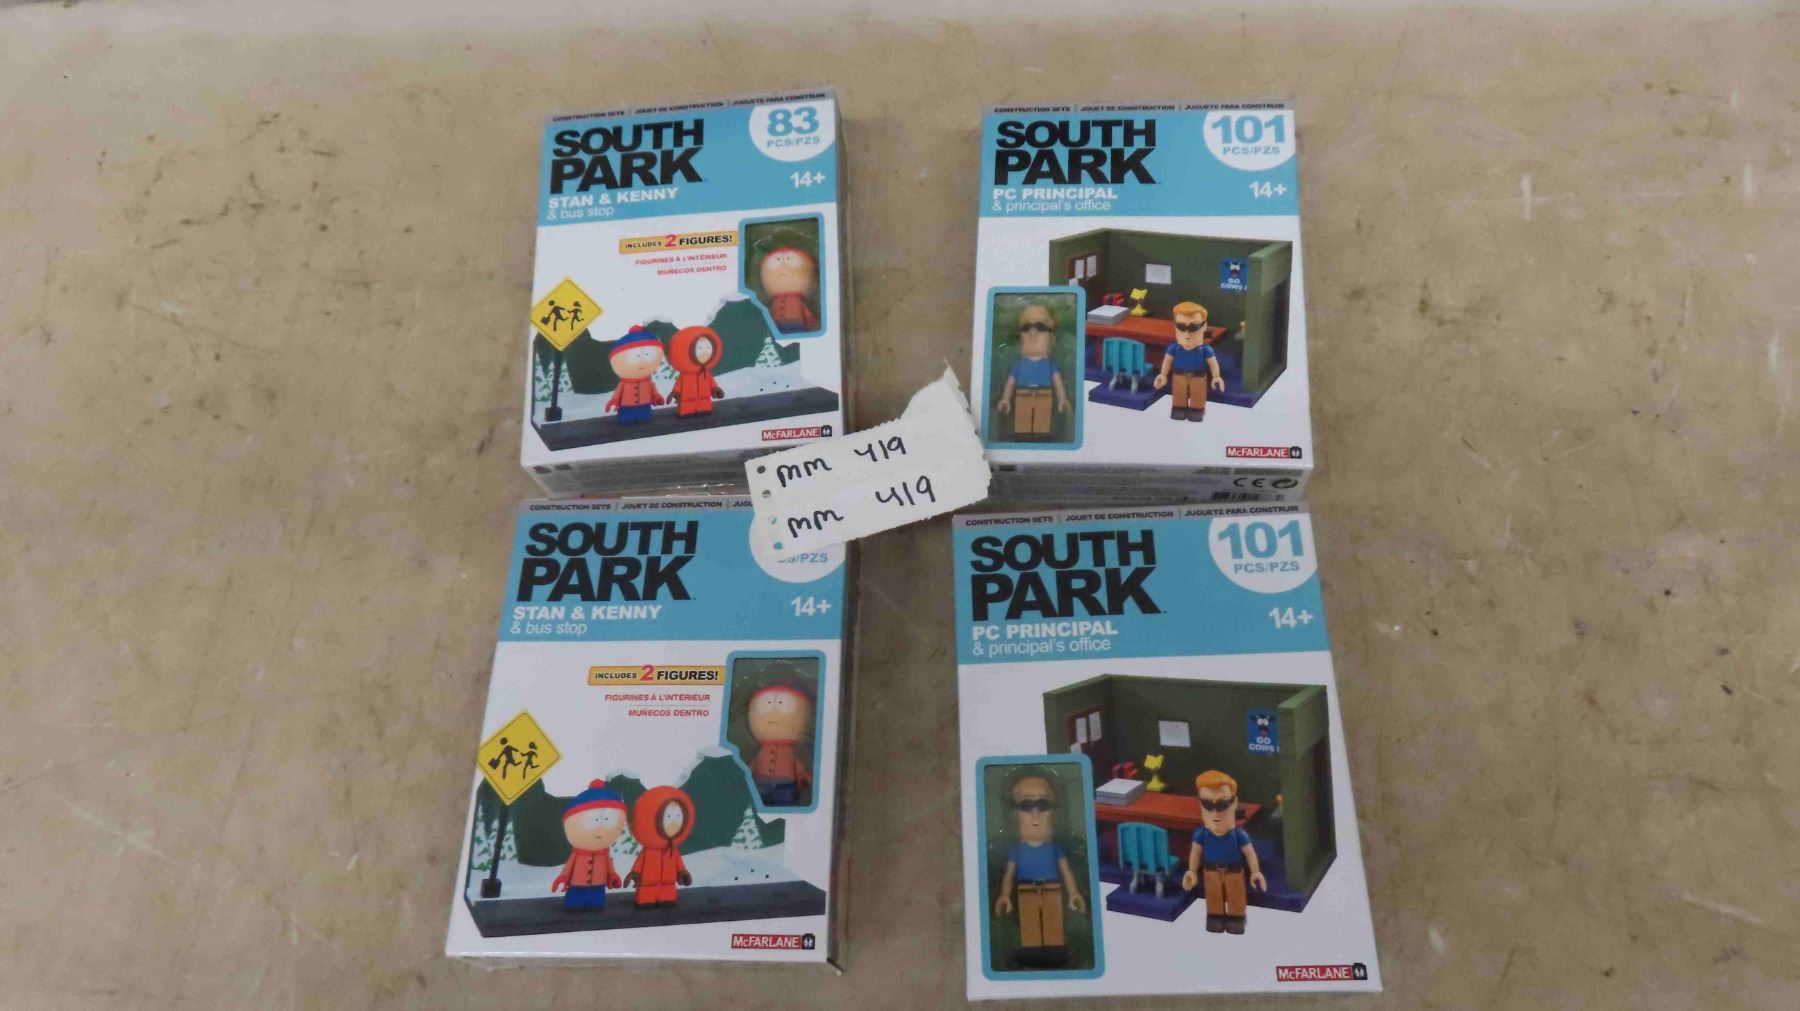 CONSTRUCTION SETS | JOUET DE CONSTRUCTION | JUGUETE PARA CONSTRUIR
SOUTH
PARK
83
PCS/PZS
STAN & KENNY
& bus stop
14+
INCLUDES 2 FIGURES!
FIGURINES À L'INTÉRIEUR
MUÑECOS DENTRO
McFARLANE
CONSTRUCTION SETS | JOUET DE CONSTRUCTION | JUGUETE PARA CONSTRUIR
SOUTH
PARK
101
PCS/PZS
PC PRINCIPAL
& principal's office
14+
GO
COWS!
McFARLANE
CE
mm 419
mm 419
CONSTRUCTION SETS | JOUET DE CONSTRUCTION
SOUTH
PARK
/PZS
STAN & KENNY
& bus stop
14+
INCLUDES 2 FIGURES!
FIGURINES À L'INTÉRIEUR
MUÑECOS DENTRO
McFARLANE
CONSTRUCTION SETS | JOUET DE CONSTRUCTION | JUGUETE PARA CONSTRUIR
SOUTH
PARK
101
PCS/PZS
PC PRINCIPAL
& principal's office
14+
GO
COWS!
McFARLANE